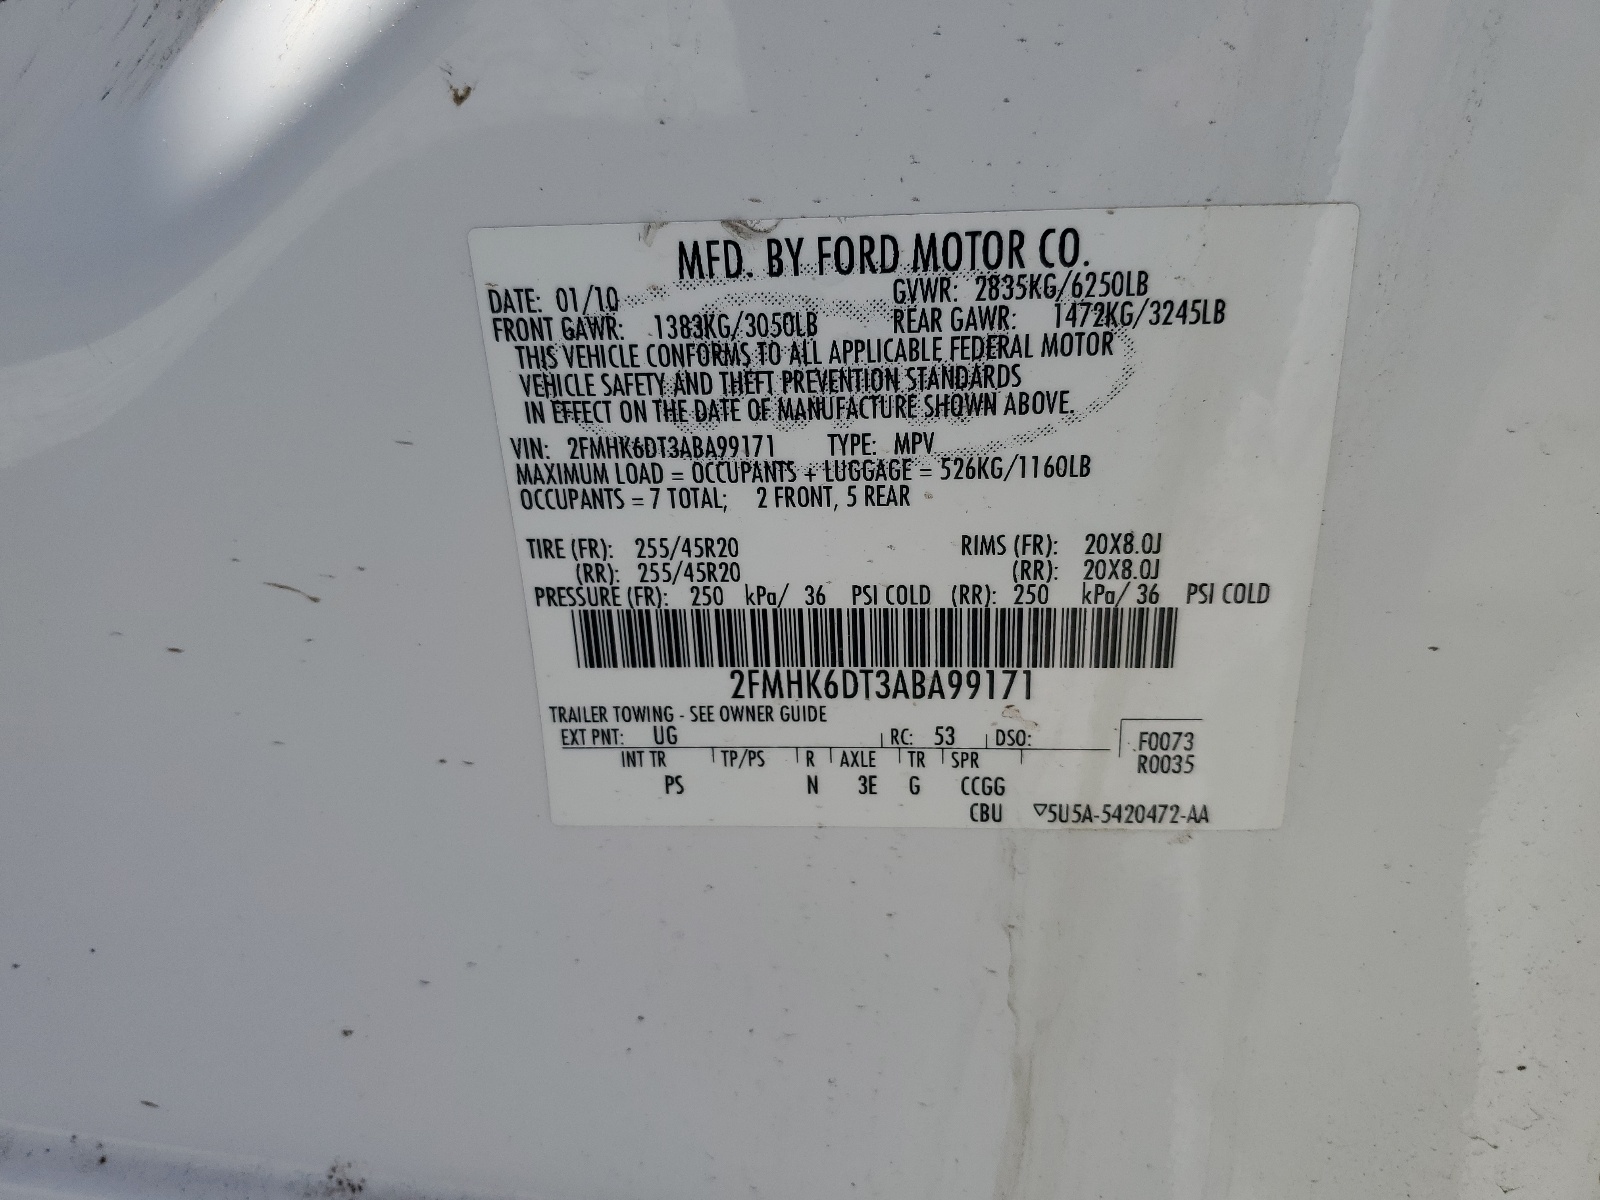 MFD. BY FORD MOTOR CO.
DATE: 01/10 GVWR: 2835KG/6250LB
FRONT GAWR: 1383KG/3050LB REAR GAWR: 1472KG/3245LB
THIS VEHICLE CONFORMS TO ALL APPLICABLE FEDERAL MOTOR
VEHICLE SAFETY AND THEFT PREVENTION STANDARDS
IN EFFECT ON THE DATE OF MANUFACTURE SHOWN ABOVE.
VIN: 2FMHK6DT3ABA99171 TYPE: MPV
MAXIMUM LOAD = OCCUPANTS + LUGGAGE = 526KG/1160LB
OCCUPANTS = 7 TOTAL; 2 FRONT, 5 REAR
TIRE (FR): 255/45R20 RIMS (FR): 20X8.0J
(RR): 255/45R20 (RR): 20X8.0J
PRESSURE (FR): 250 kPa/ 36 PSI COLD (RR): 250 kPa/ 36 PSI COLD
2FMHK6DT3ABA99171
TRAILER TOWING - SEE OWNER GUIDE
EXT PNT: UG RC: 53 DSO: F0073
INT TR TP/PS R AXLE TR SPR R0035
PS N 3E G CCGG
CBU ▽5U5A-5420472-AA